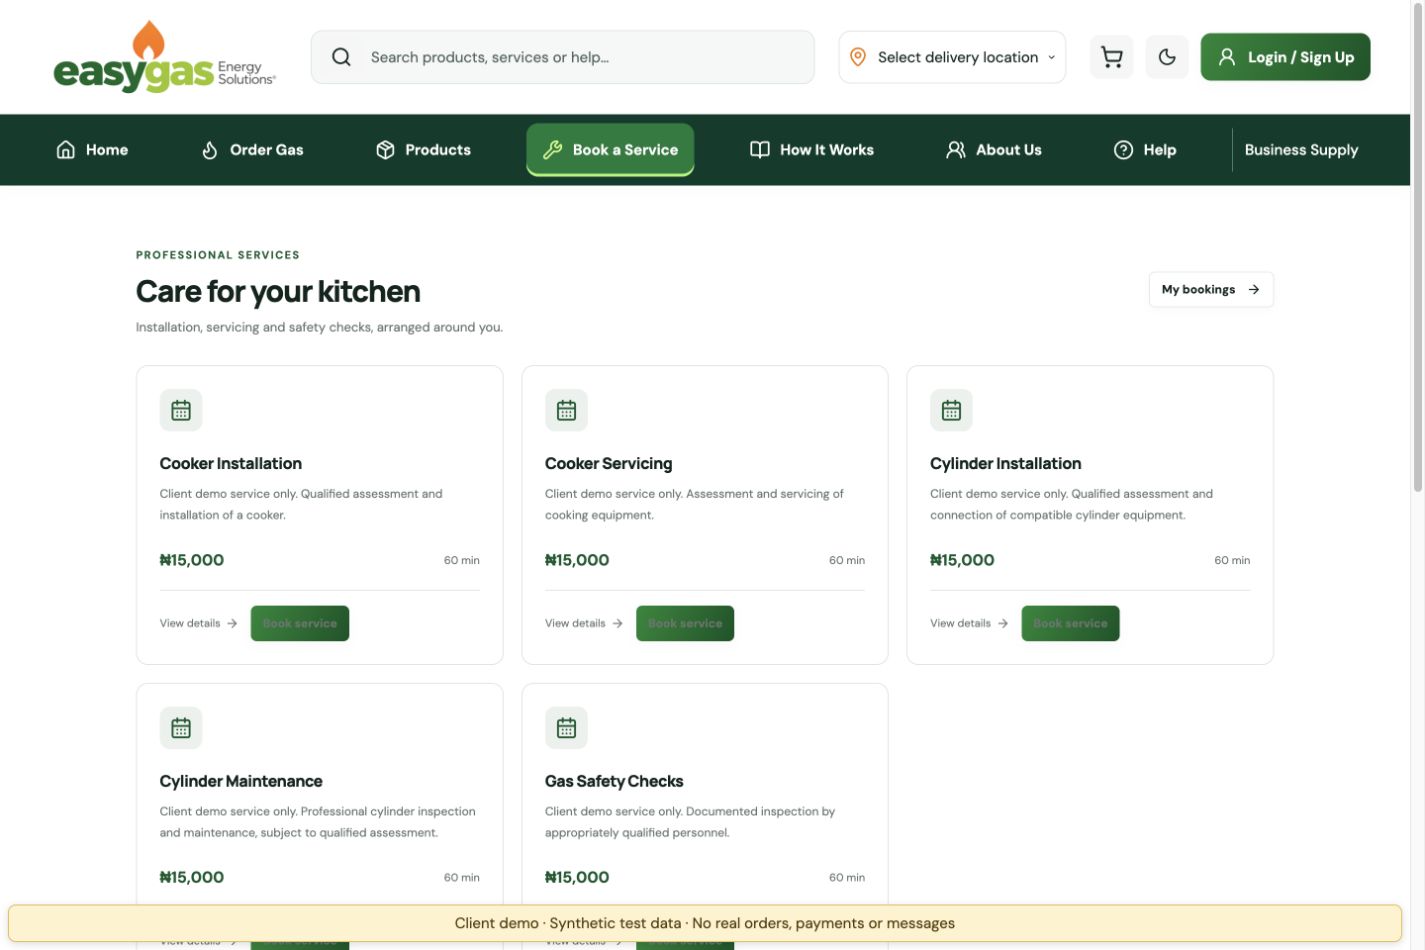 easygas Energy Solutions
Search products, services or help...
Select delivery location
Login / Sign Up
Home
Order Gas
Products
Book a Service
How It Works
About Us
Help
Business Supply
PROFESSIONAL SERVICES
Care for your kitchen
Installation, servicing and safety checks, arranged around you.
My bookings
Cooker Installation
Client demo service only. Qualified assessment and
installation of a cooker.
₦15,000
60 min
View details
Book service
Cooker Servicing
Client demo service only. Assessment and servicing of
cooking equipment.
₦15,000
60 min
View details
Book service
Cylinder Installation
Client demo service only. Qualified assessment and
connection of compatible cylinder equipment.
₦15,000
60 min
View details
Book service
Cylinder Maintenance
Client demo service only. Professional cylinder inspection
and maintenance, subject to qualified assessment.
₦15,000
60 min
Gas Safety Checks
Client demo service only. Documented inspection by
appropriately qualified personnel.
₦15,000
60 min
Client demo · Synthetic test data · No real orders, payments or messages